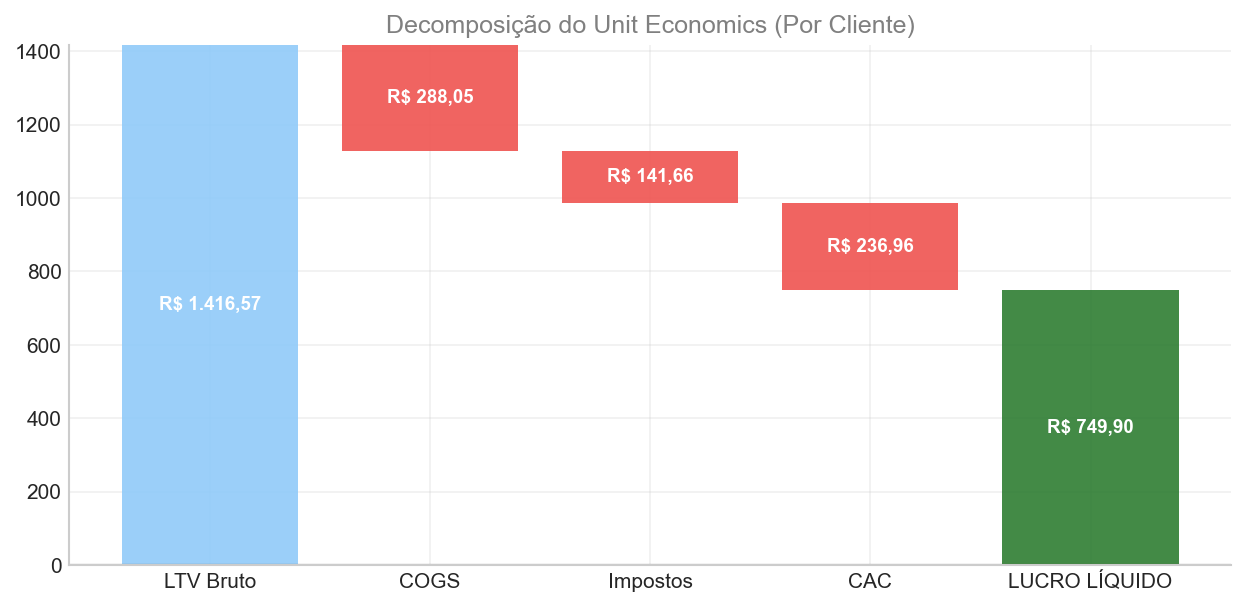 Decomposição do Unit Economics (Por Cliente)
1400
1200
1000
800
600
400
200
0
R$ 1.416,57
R$ 288,05
R$ 141,66
R$ 236,96
R$ 749,90
LTV Bruto
COGS
Impostos
CAC
LUCRO LÍQUIDO